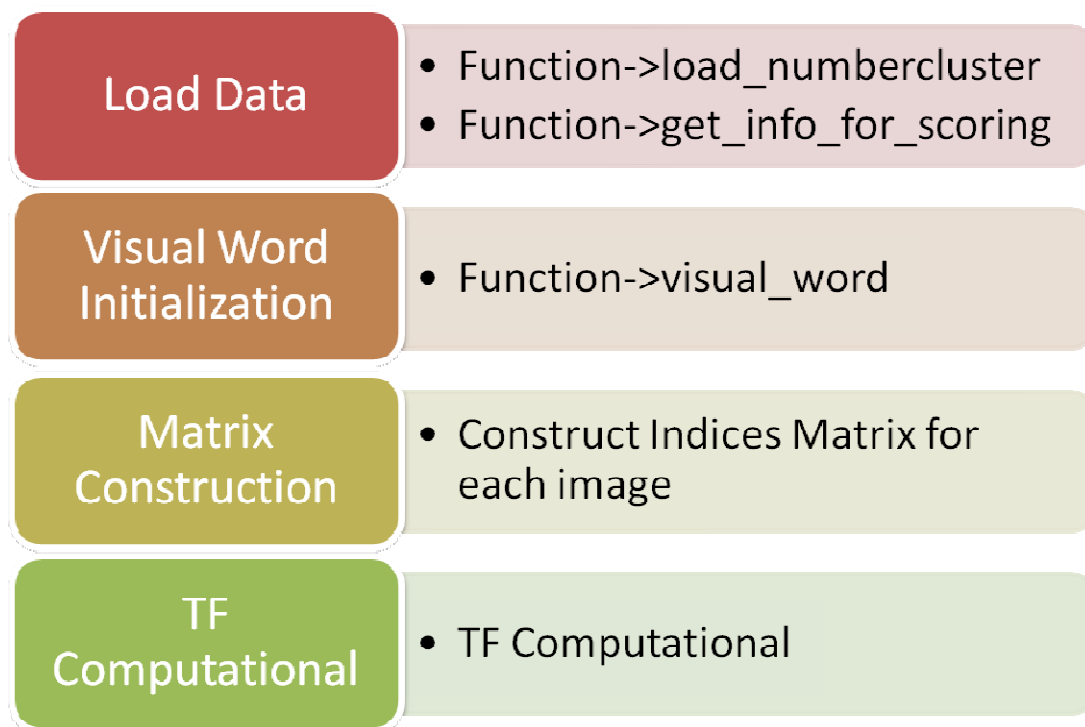 Load Data
• Function->load_numbercluster
• Function->get_info_for_scoring
Visual Word
Initialization
• Function->visual_word
Matrix
Construction
• Construct Indices Matrix for
each image
TF
Computational
• TF Computational